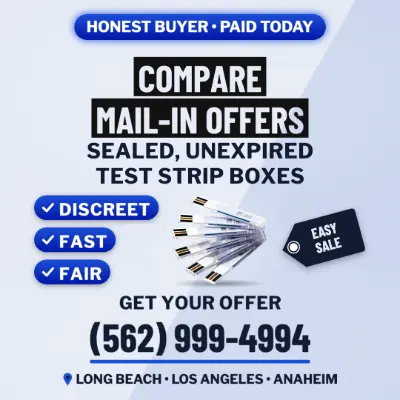 HONEST BUYER • PAID TODAY
COMPARE
MAIL-IN OFFERS
SEALED, UNEXPIRED
TEST STRIP BOXES
DISCREET
FAST
FAIR
EASY
SALE
GET YOUR OFFER
(562) 999-4994
LONG BEACH • LOS ANGELES • ANAHEIM